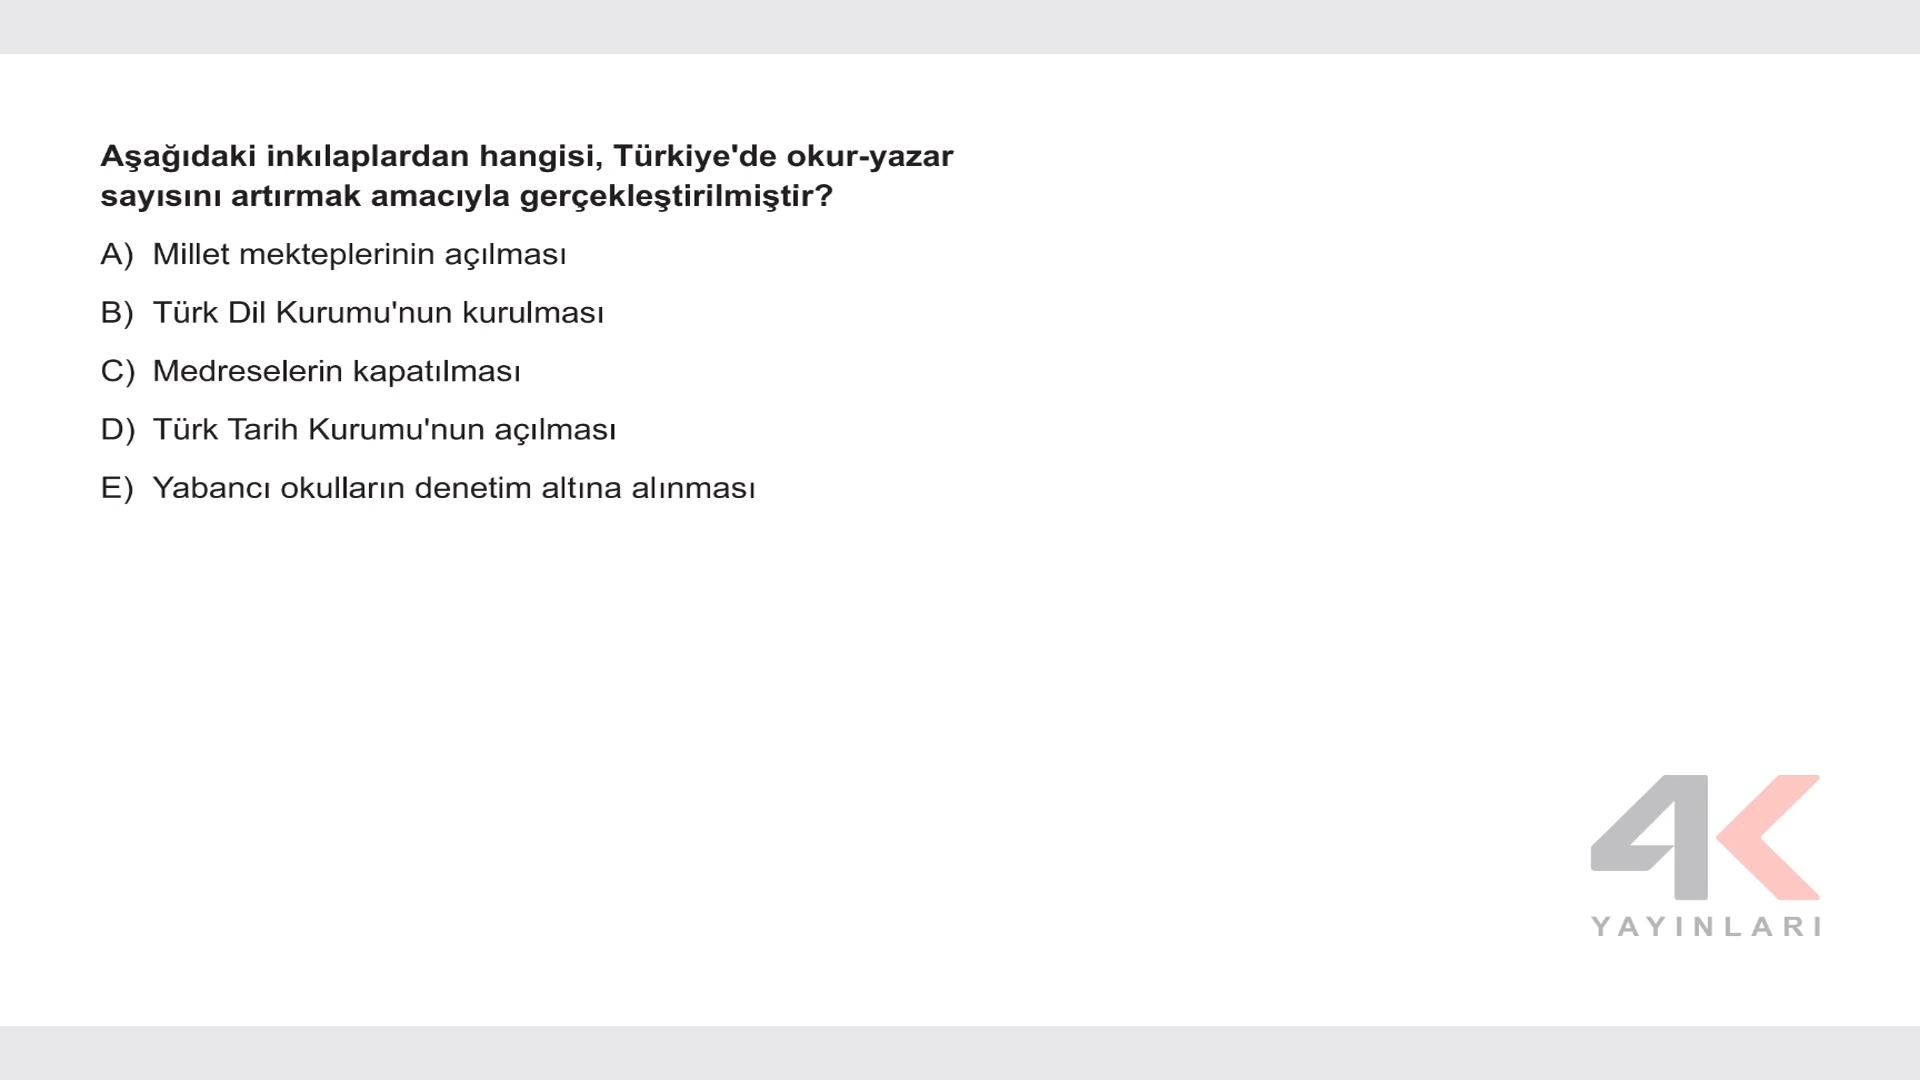 Aşağıdaki inkılaplardan hangisi, Türkiye'de okur-yazar
sayısını artırmak amacıyla gerçekleştirilmiştir?
A) Millet mekteplerinin açılması
B) Türk Dil Kurumu'nun kurulması
C) Medreselerin kapatılması
D) Türk Tarih Kurumu'nun açılması
E) Yabancı okulların denetim altına alınması
4K
YAYINLARI